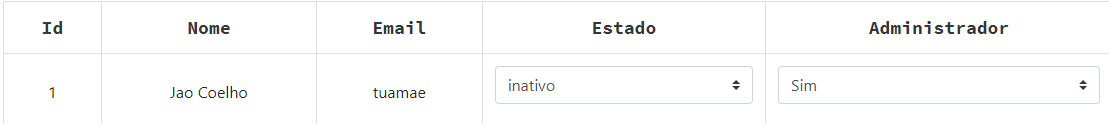 Id Nome Email Estado Administrador
1 Jao Coelho tuamae inativo Sim